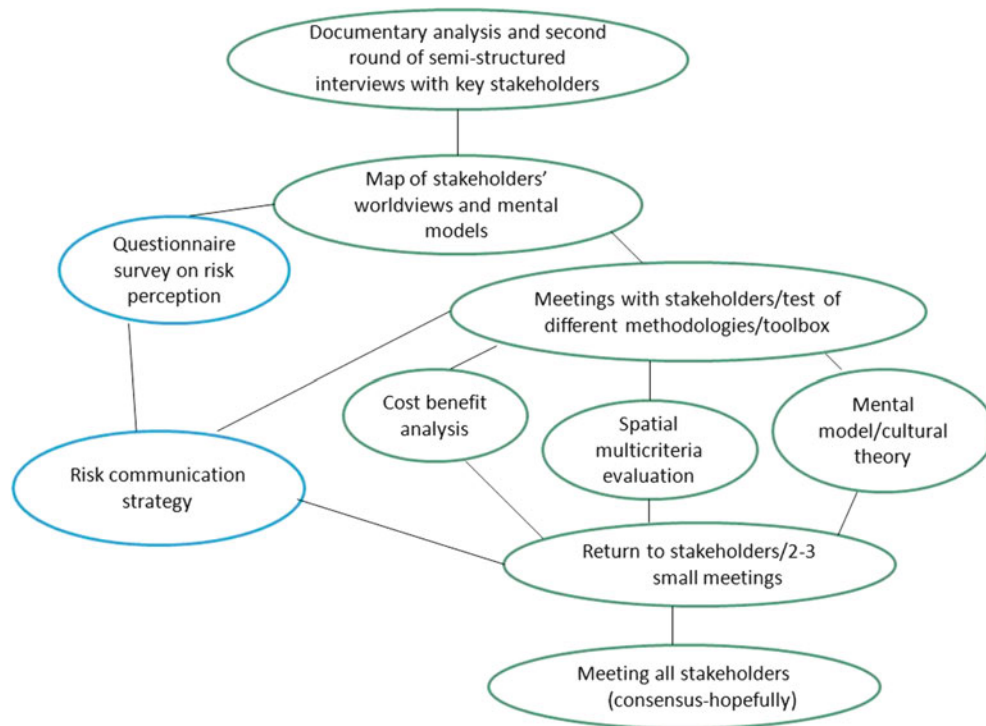 Documentary analysis and second
round of semi-structured
interviews with key stakeholders
Map of stakeholders’
worldviews and mental
models
Questionnaire
survey on risk
perception
Meetings with stakeholders/test of
different methodologies/toolbox
Cost benefit
analysis
Spatial
multicriteria
evaluation
Mental
model/cultural
theory
Risk communication
strategy
Return to stakeholders/2-3
small meetings
Meeting all stakeholders
(consensus-hopefully)